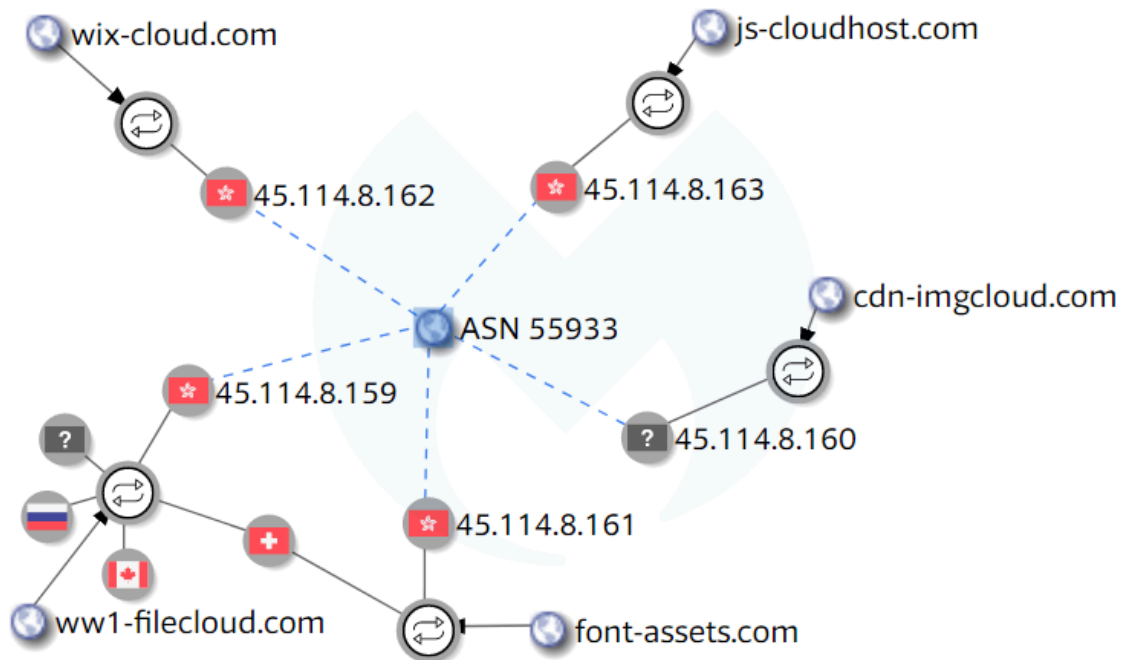 wix-cloud.com
js-cloudhost.com
45.114.8.162
45.114.8.163
cdn-imgcloud.com
ASN 55933
45.114.8.159
?
?
45.114.8.160
45.114.8.161
ww1-filecloud.com
font-assets.com